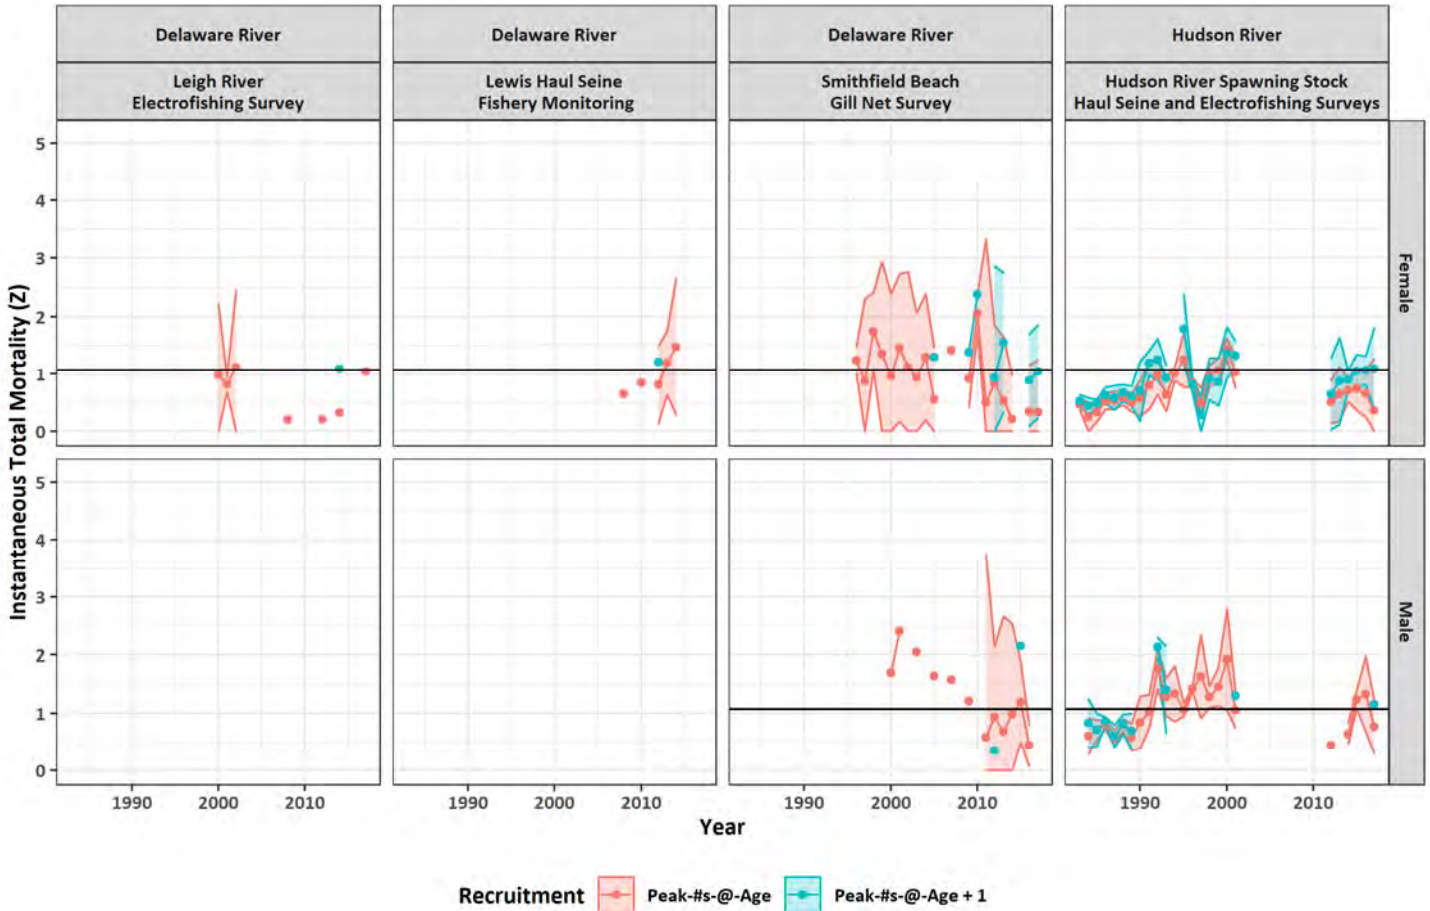 Delaware River
Delaware River
Delaware River
Hudson River
Leigh River
Electrofishing Survey
Lewis Haul Seine
Fishery Monitoring
Smithfield Beach
Gill Net Survey
Hudson River Spawning Stock
Haul Seine and Electrofishing Surveys
Instantaneous Total Mortality (Z)
5
4
3
2
1
0
Female
5
4
3
2
1
0
Male
1990 2000 2010
1990 2000 2010
1990 2000 2010
1990 2000 2010
Year
Recruitment Peak-#s-@-Age Peak-#s-@-Age + 1